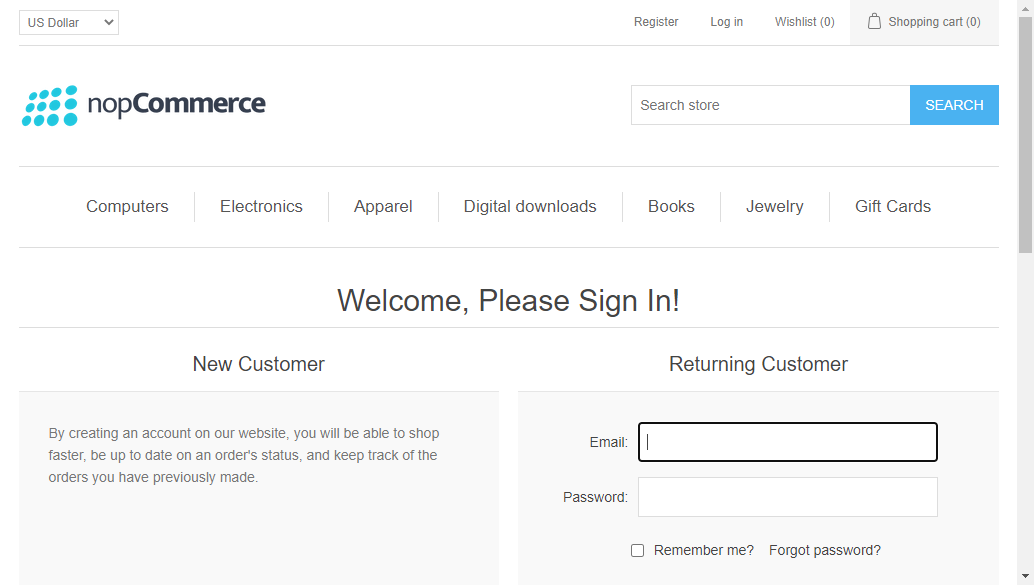 US Dollar
Register
Log in
Wishlist (0)
Shopping cart (0)
nopCommerce
Search store
SEARCH
Computers
Electronics
Apparel
Digital downloads
Books
Jewelry
Gift Cards
Welcome, Please Sign In!
New Customer
By creating an account on our website, you will be able to shop
faster, be up to date on an order's status, and keep track of the
orders you have previously made.
Returning Customer
Email:
Password:
Remember me?
Forgot password?